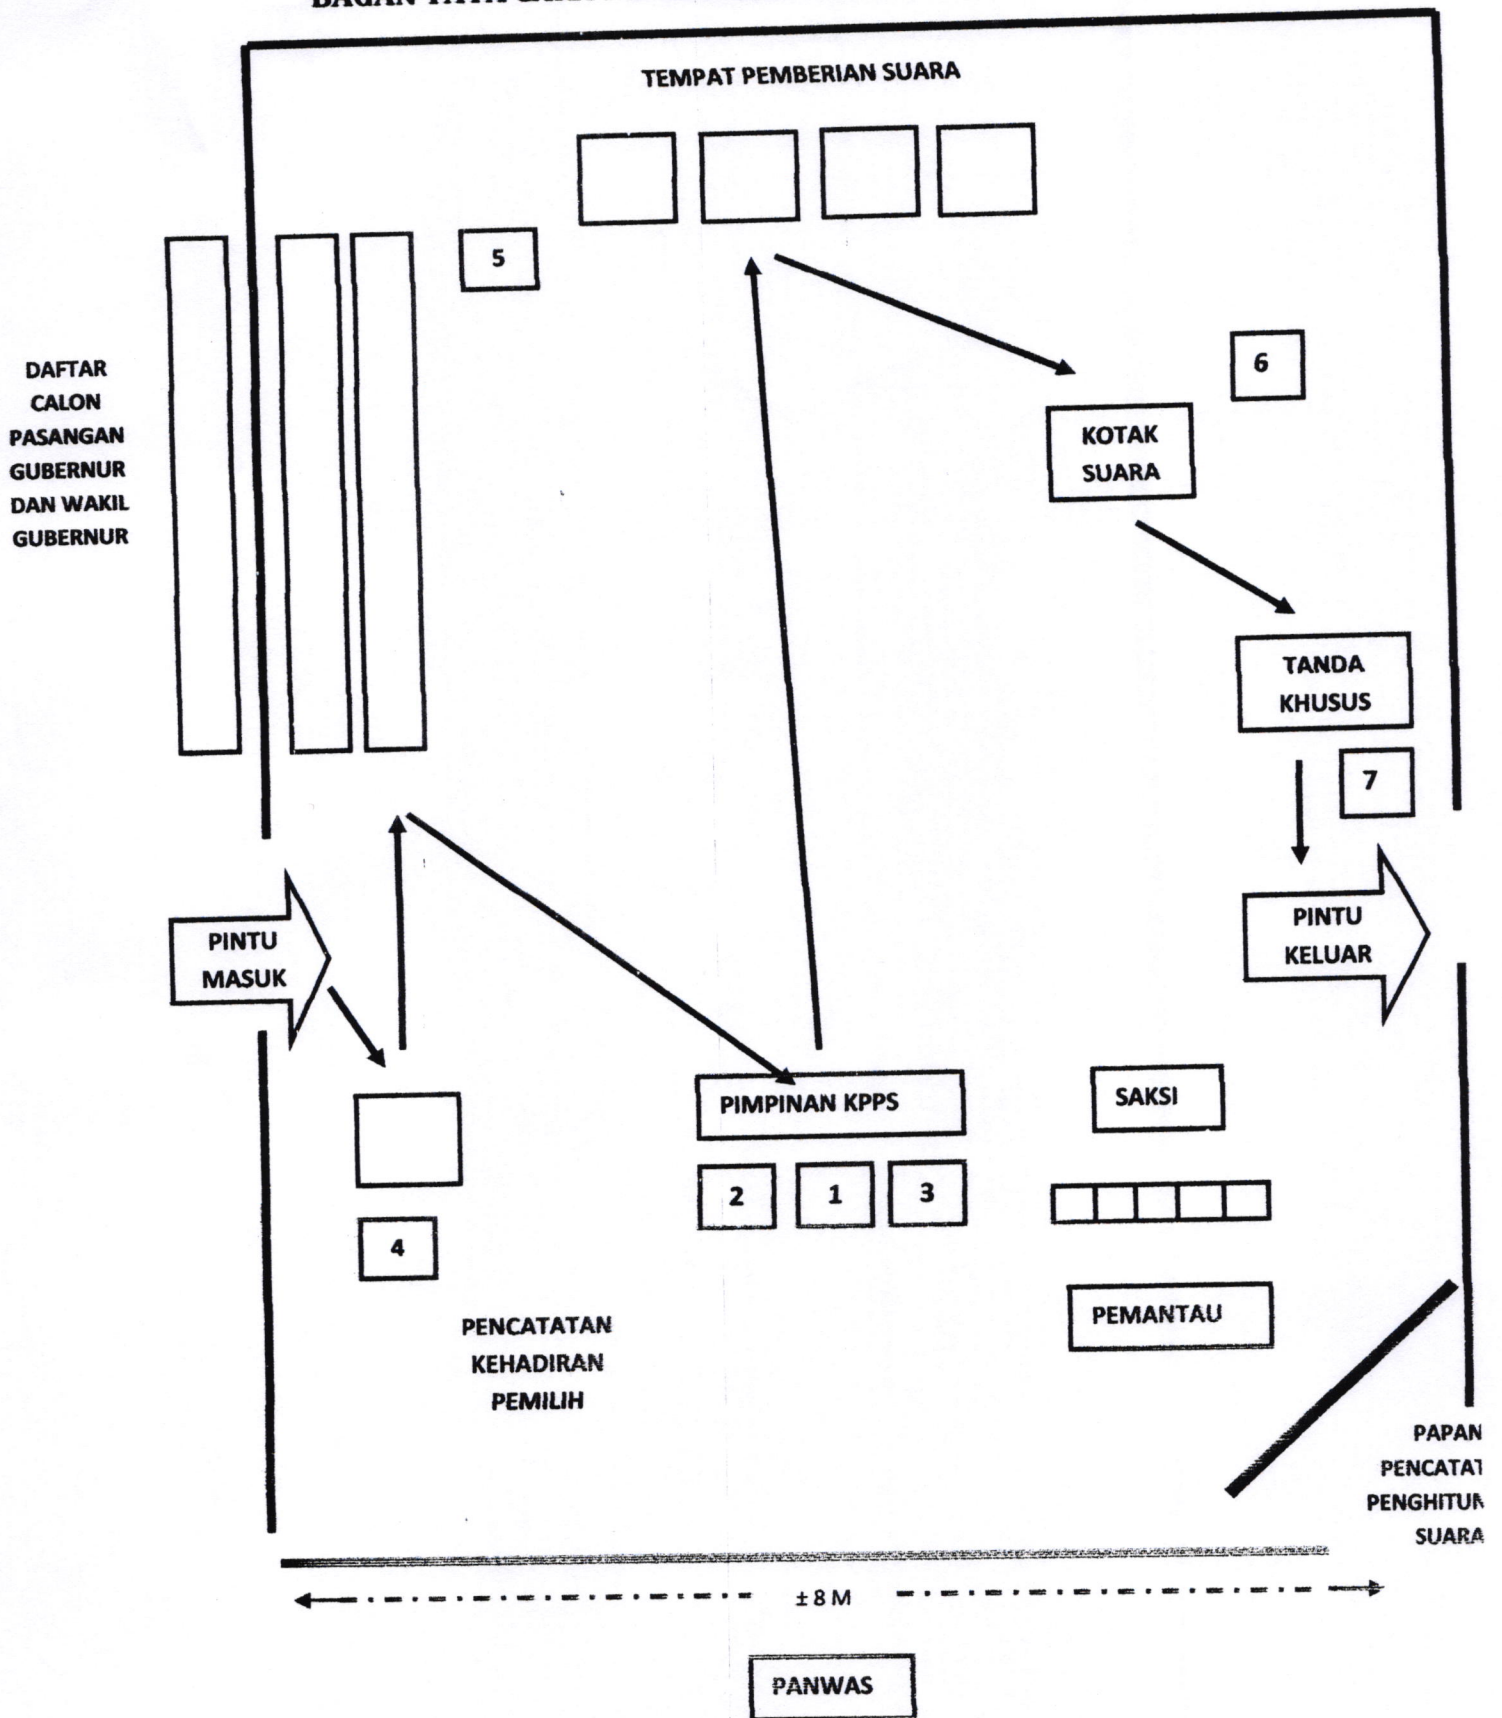 TEMPAT PEMBERIAN SUARA
5
6
DAFTAR
CALON
PASANGAN
GUBERNUR
DAN WAKIL
GUBERNUR
KOTAK
SUARA
TANDA
KHUSUS
7
PINTU
MASUK
PINTU
KELUAR
PIMPINAN KPPS
SAKSI
2
1
3
4
PEMANTAU
PENCATATAN
KEHADIRAN
PEMILIH
PAPAN
SUARA
± 8 M
PANWAS